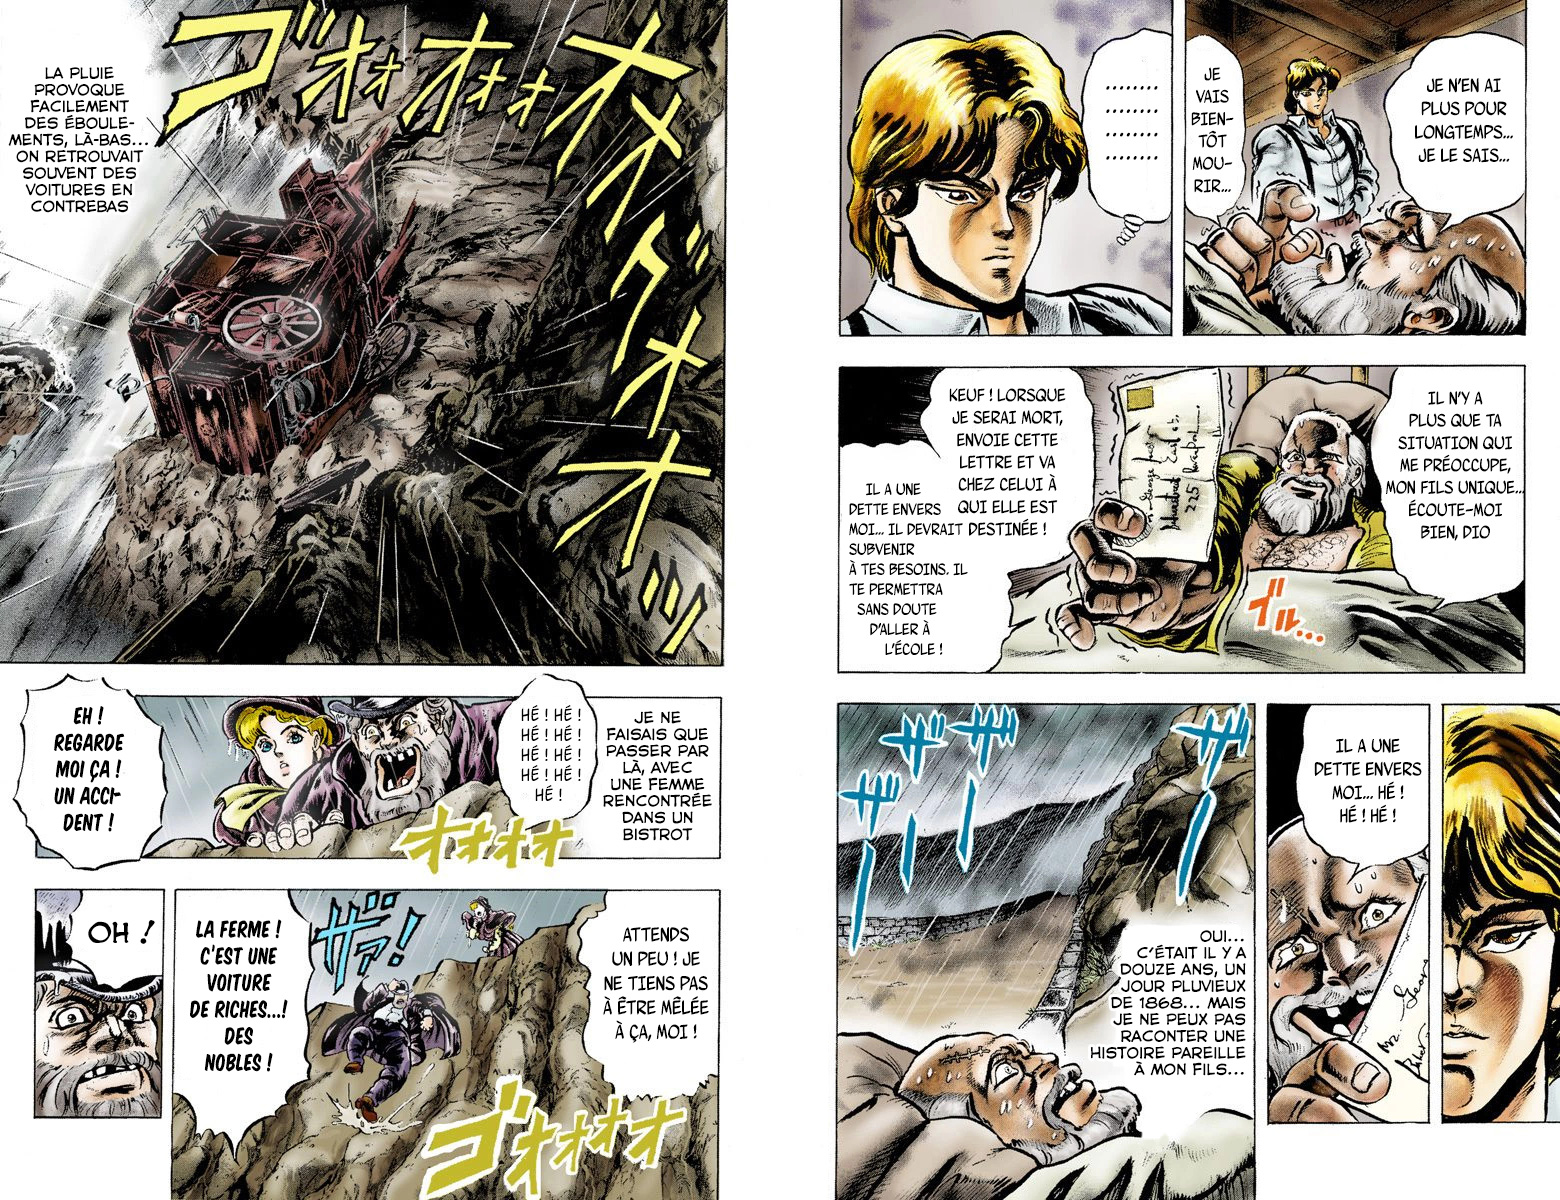 JE N'EN AI
PLUS POUR
LONGTEMPS...
JE LE SAIS...
JE
VAIS
BIEN-
TÔT
MOU-
RIR...
.........
.........
.........
.........
IL N'Y A
PLUS QUE TA
SITUATION QUI
ME PRÉOCCUPE,
MON FILS UNIQUE...
ÉCOUTE-MOI
BIEN, DIO
ブル...
KEUF ! LORSQUE
JE SERAI MORT,
ENVOIE CETTE
LETTRE ET VA
CHEZ CELUI À
QUI ELLE EST
DESTINÉE !
IL A UNE
DETTE ENVERS
MOI... IL DEVRAIT
SUBVENIR
À TES BESOINS. IL
TE PERMETTRA
SANS DOUTE
D'ALLER À
L'ÉCOLE !
225
IL A UNE
DETTE ENVERS
MOI... HÉ !
HÉ ! HÉ !
Mr. George
ザー
ザー
ザー
OUI...
C'ÉTAIT IL Y A
DOUZE ANS, UN
JOUR PLUVIEUX
DE 1868... MAIS
JE NE PEUX PAS
RACONTER UNE
HISTOIRE PAREILLE
À MON FILS...
ゴオオオオオオオオ
ドドオオッ
LA PLUIE
PROVOQUE
FACILEMENT
DES ÉBOULE-
MENTS, LÀ-BAS...
ON RETROUVAIT
SOUVENT DES
VOITURES EN
CONTREBAS
JE NE
FAISAIS QUE
PASSER PAR
LÀ, AVEC
UNE FEMME
RENCONTRÉE
DANS UN
BISTROT
HÉ ! HÉ !
HÉ ! HÉ !
HÉ ! HÉ !
HÉ ! HÉ !
HÉ !
EH !
REGARDE
MOI ÇA !
UN ACCI-
DENT !
オオオオ
ATTENDS
UN PEU ! JE
NE TIENS PAS
À ÊTRE MÊLÉE
À ÇA, MOI !
ザザァ!
LA FERME !
C'EST UNE
VOITURE
DE RICHES...!
DES
NOBLES !
ゴオオオオオ
OH !